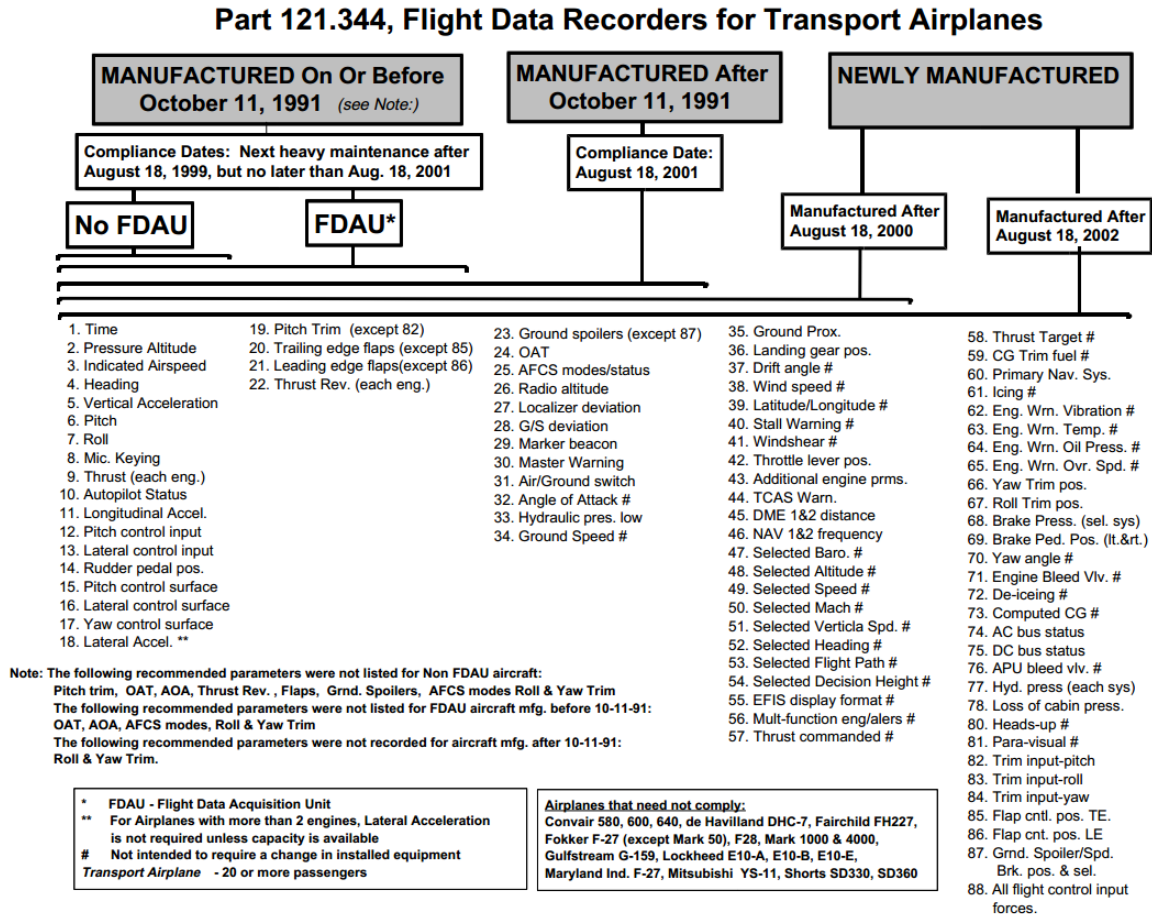 Part 121.344, Flight Data Recorders for Transport Airplanes
MANUFACTURED On Or Before
October 11, 1991 (see Note:)
MANUFACTURED After
October 11, 1991
NEWLY MANUFACTURED
Compliance Dates: Next heavy maintenance after
August 18, 1999, but no later than Aug. 18, 2001
Compliance Date:
August 18, 2001
No FDAU
FDAU*
Manufactured After
August 18, 2000
Manufactured After
August 18, 2002
1. Time
2. Pressure Altitude
3. Indicated Airspeed
4. Heading
5. Vertical Acceleration
6. Pitch
7. Roll
8. Mic. Keying
9. Thrust (each eng.)
10. Autopilot Status
11. Longitudinal Accel.
12. Pitch control input
13. Lateral control input
14. Rudder pedal pos.
15. Pitch control surface
16. Lateral control surface
17. Yaw control surface
18. Lateral Accel. **
19. Pitch Trim (except 82)
20. Trailing edge flaps(except 85)
21. Leading edge flaps(except 86)
22. Thrust Rev. (each eng.)
23. Ground spoilers (except 87)
24. OAT
25. AFCS modes/status
26. Radio altitude
27. Localizer deviation
28. G/S deviation
29. Marker beacon
30. Master Warning
31. Air/Ground switch
32. Angle of Attack #
33. Hydraulic pres. low
34. Ground Speed #
35. Ground Prox.
36. Landing gear pos.
37. Drift angle #
38. Wind speed #
39. Latitude/Longitude #
40. Stall Warning #
41. Windshear #
42. Throttle lever pos.
43. Additional engine prms.
44. TCAS Warn.
45. DME 1&2 distance
46. NAV 1&2 frequency
47. Selected Baro. #
48. Selected Altitude #
49. Selected Speed #
50. Selected Mach #
51. Selected Verticla Spd. #
52. Selected Heading #
53. Selected Flight Path #
54. Selected Decision Height #
55. EFIS display format #
56. Mult-function eng/alers #
57. Thrust commanded #
58. Thrust Target #
59. CG Trim fuel #
60. Primary Nav. Sys.
61. Icing #
62. Eng. Wrn. Vibration #
63. Eng. Wrn. Temp. #
64. Eng. Wrn. Oil Press. #
65. Eng. Wrn. Ovr. Spd. #
66. Yaw Trim pos.
67. Roll Trim pos.
68. Brake Press. (sel. sys)
69. Brake Ped. Pos. (lt.&rt.)
70. Yaw angle #
71. Engine Bleed Vlv. #
72. De-iceing #
73. Computed CG #
74. AC bus status
75. DC bus status
76. APU bleed vlv. #
77. Hyd. press (each sys)
78. Loss of cabin press.
80. Heads-up #
81. Para-visual #
82. Trim input-pitch
83. Trim input-roll
84. Trim input-yaw
85. Flap cntl. pos. TE.
86. Flap cnt. pos. LE
87. Grnd. Spoiler/Spd.
Brk. pos. & sel.
88. All flight control input
forces.
Note: The following recommended parameters were not listed for Non FDAU aircraft:
Pitch trim, OAT, AOA, Thrust Rev. , Flaps, Grnd. Spoilers, AFCS modes Roll & Yaw Trim
The following recommended parameters were not listed for FDAU aircraft mfg. before 10-11-91:
OAT, AOA, AFCS modes, Roll & Yaw Trim
The following recommended parameters were not recorded for aircraft mfg. after 10-11-91:
Roll & Yaw Trim.
* FDAU - Flight Data Acquisition Unit
** For Airplanes with more than 2 engines, Lateral Acceleration
is not required unless capacity is available
# Not intended to require a change in installed equipment
Transport Airplane - 20 or more passengers
Airplanes that need not comply:
Convair 580, 600, 640, de Havilland DHC-7, Fairchild FH227,
Fokker F-27 (except Mark 50), F28, Mark 1000 & 4000,
Gulfstream G-159, Lockheed E10-A, E10-B, E10-E,
Maryland Ind. F-27, Mitsubishi YS-11, Shorts SD330, SD360